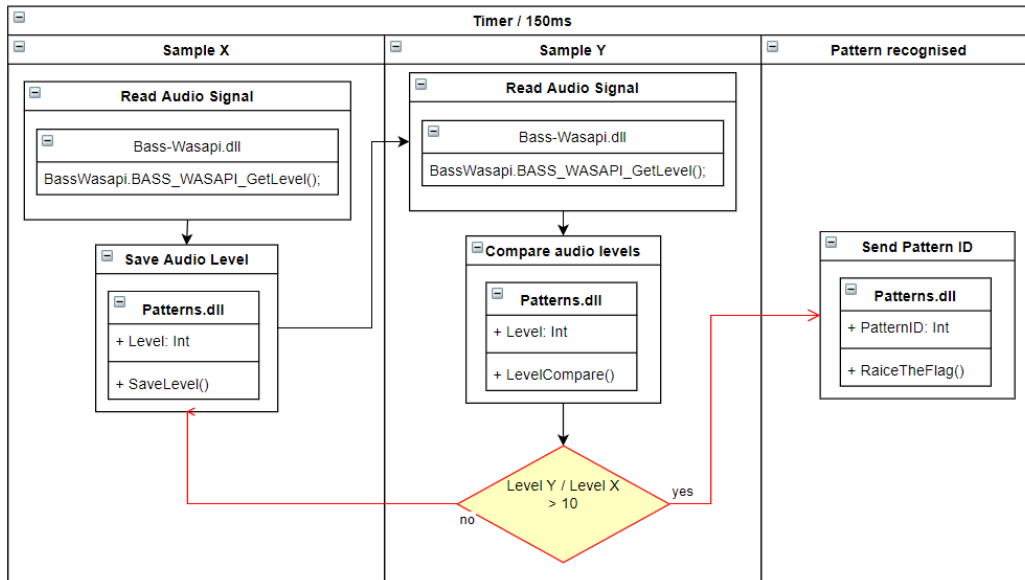 Timer / 150ms
Sample X
Sample Y
Pattern recognised
Read Audio Signal
Bass-Wasapi.dll
BassWasapi.BASS_WASAPI_GetLevel();
Save Audio Level
Patterns.dll
+ Level: Int
+ SaveLevel()
Read Audio Signal
Bass-Wasapi.dll
BassWasapi.BASS_WASAPI_GetLevel();
Compare audio levels
Patterns.dll
+ Level: Int
+ LevelCompare()
Level Y / Level X
> 10
no
yes
Send Pattern ID
Patterns.dll
+ PatternID: Int
+ RaiceTheFlag()